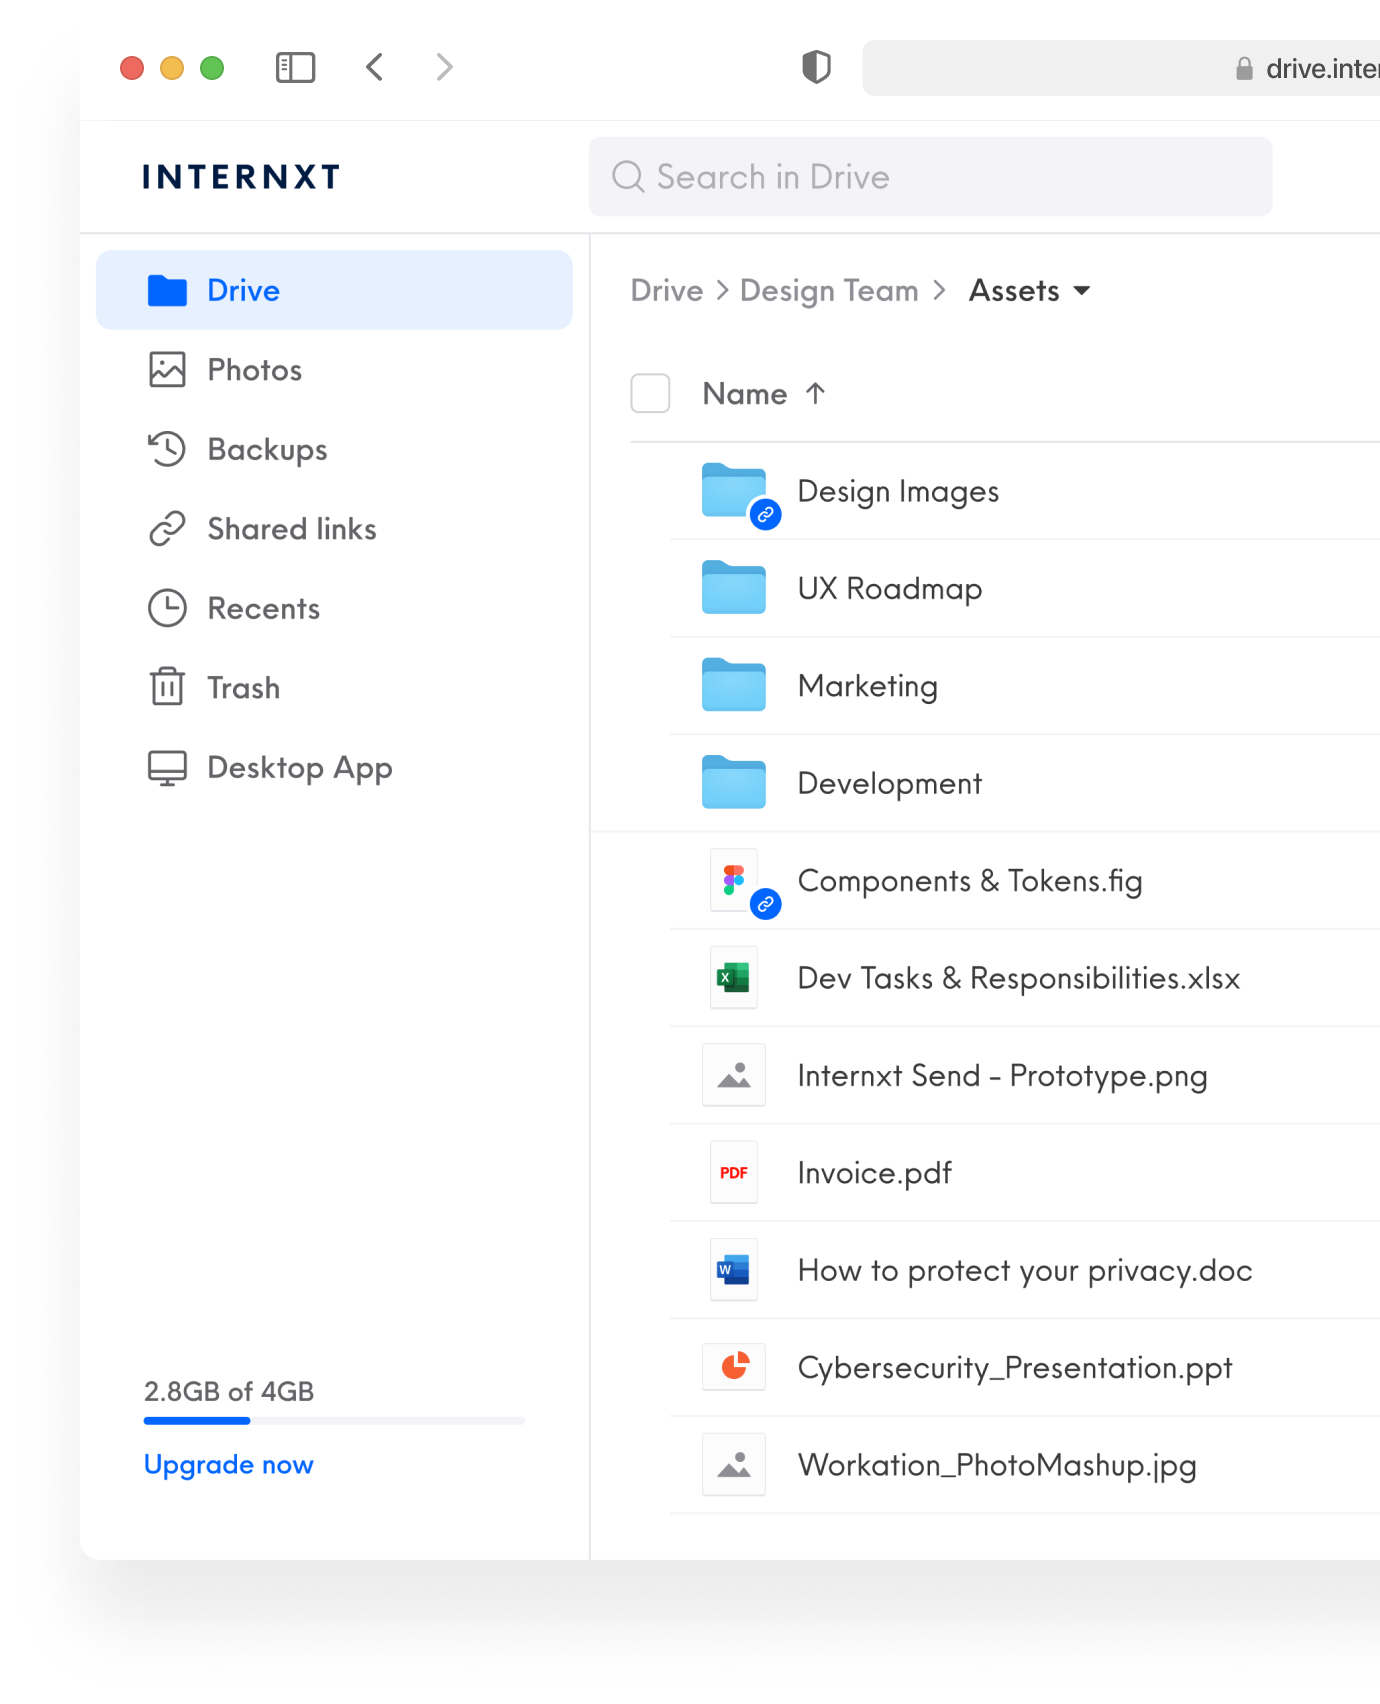 drive.inter
INTERNXT
Search in Drive
Drive
Photos
Backups
Shared links
Recents
Trash
Desktop App
2.8GB of 4GB
Upgrade now
Drive > Design Team > Assets
Name ↑
Design Images
UX Roadmap
Marketing
Development
Components & Tokens.fig
X
Dev Tasks & Responsibilities.xlsx
Internxt Send - Prototype.png
PDF
Invoice.pdf
W
How to protect your privacy.doc
Cybersecurity_Presentation.ppt
Workation_PhotoMashup.jpg